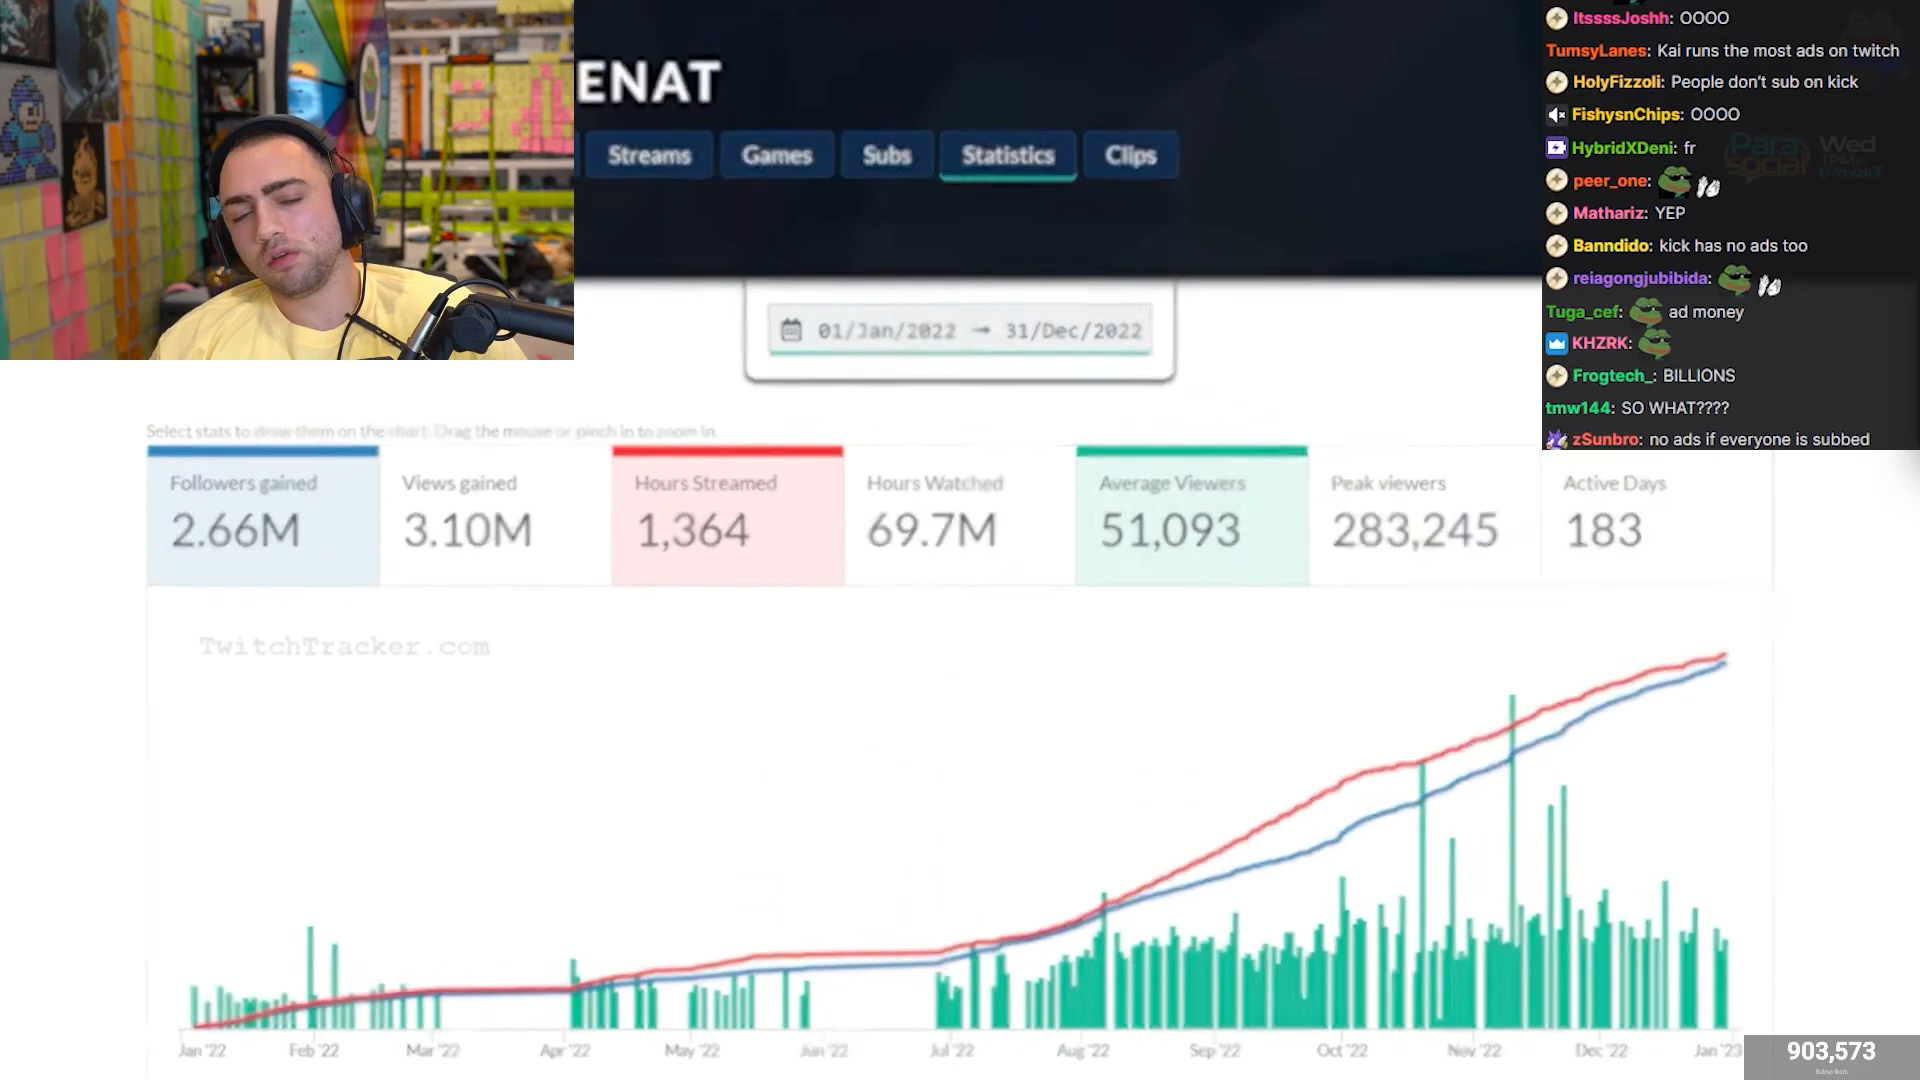 ENAT
Streams
Games
Subs
Statistics
Clips
01/Jan/2022 → 31/Dec/2022
Select stats to draw them on the chart. Drag the mouse or pinch in to zoom in.
Followers gained
2.66M
Views gained
3.10M
Hours Streamed
1,364
Hours Watched
69.7M
Average Viewers
51,093
Peak viewers
283,245
Active Days
183
TwitchTracker.com
Jan '22
Feb '22
Mar '22
Apr '22
May '22
Jun '22
Jul '22
Aug '22
Sep '22
Oct '22
Nov '22
Dec '22
Jan '23
ItssssJoshh: OOOO
TumsyLanes: Kai runs the most ads on twitch
HolyFizzoli: People don't sub on kick
FishysnChips: OOOO
HybridXDeni: fr
peer_one:
Mathariz: YEP
Banndido: kick has no ads too
reiagongjubibida:
Tuga_cef: ad money
KHZRK:
Frogtech_: BILLIONS
tmw144: SO WHAT????
zSunbro: no ads if everyone is subbed
Para
social
Wed
1PM
/mizkif
903,573
Subscribers